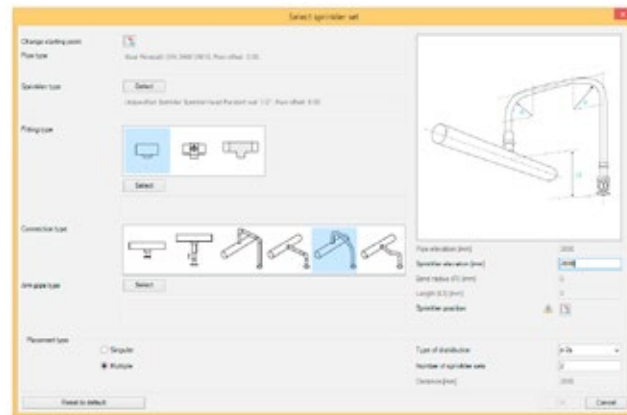 Select sprinkler set
Change starting point
Pipe type
Sprinkler type
Select
Fitting type
Select
Connection type
Arm pipe type
Select
Pipe elevation [mm]
Sprinkler elevation [mm]
Bend radius (R) [mm]
Length (L1) [mm]
Sprinkler position
Placement type
Singular
Multiple
Type of distribution
Number of sprinkler sets
2
Distance [mm]
Reset to default
OK
Cancel